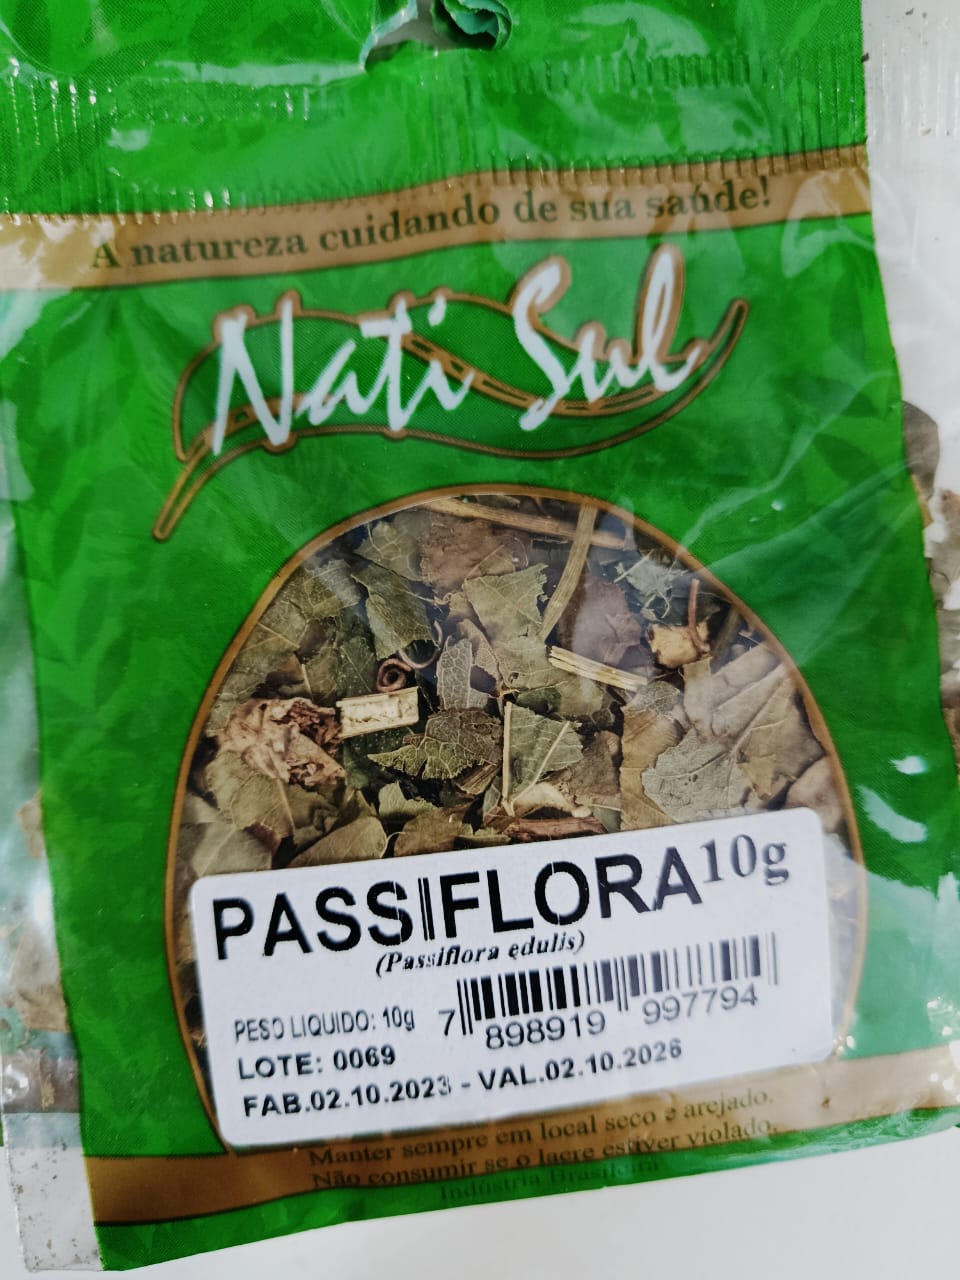 A natureza cuidando de sua saúde!
Nati Sul
PASSIFLORA 10g
(Passiflora edulis)
PESO LIQUIDO: 10g
7 898919 997794
LOTE: 0069
FAB.02.10.2023 - VAL.02.10.2026
Manter sempre em local seco e arejado.
Não consumir se o lacre estiver violado.
Indústria Brasileira